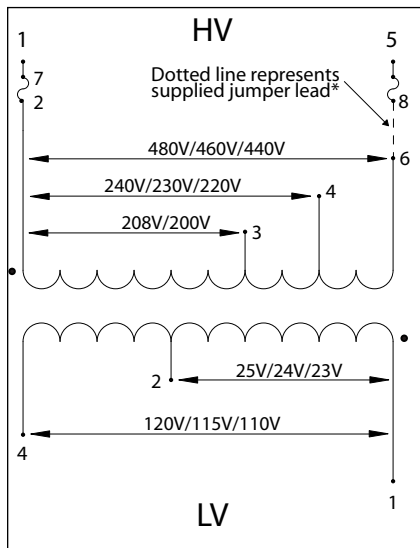 HV
1
5
7
2
Dotted line represents
supplied jumper lead*
8
480V/460V/440V
6
240V/230V/220V
4
208V/200V
3
2
25V/24V/23V
120V/115V/110V
4
1
LV